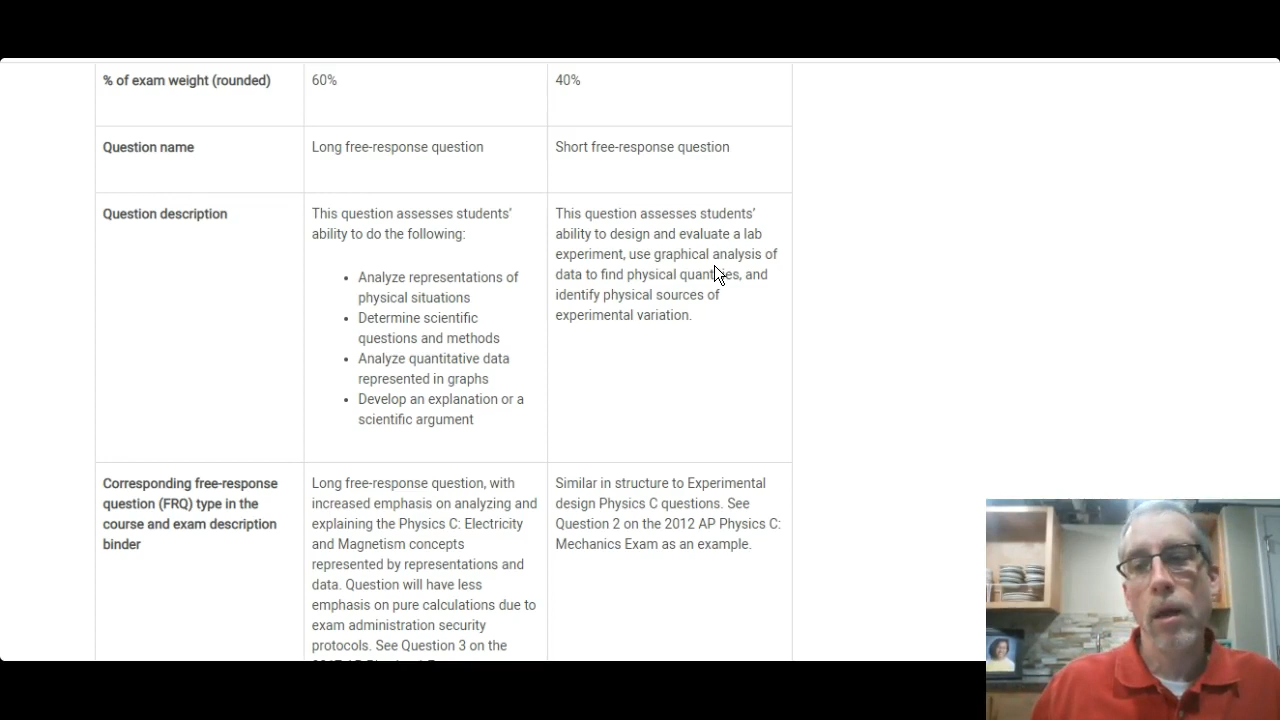 % of exam weight (rounded)
60%
40%
Question name
Long free-response question
Short free-response question
Question description
This question assesses students'
ability to do the following:
• Analyze representations of
physical situations
• Determine scientific
questions and methods
• Analyze quantitative data
represented in graphs
• Develop an explanation or a
scientific argument
This question assesses students'
ability to design and evaluate a lab
experiment, use graphical analysis of
data to find physical quantities, and
identify physical sources of
experimental variation.
Corresponding free-response
question (FRQ) type in the
course and exam description
binder
Long free-response question, with
increased emphasis on analyzing and
explaining the Physics C: Electricity
and Magnetism concepts
represented by representations and
data. Question will have less
emphasis on pure calculations due to
exam administration security
protocols. See Question 3 on the
Similar in structure to Experimental
design Physics C questions. See
Question 2 on the 2012 AP Physics C:
Mechanics Exam as an example.